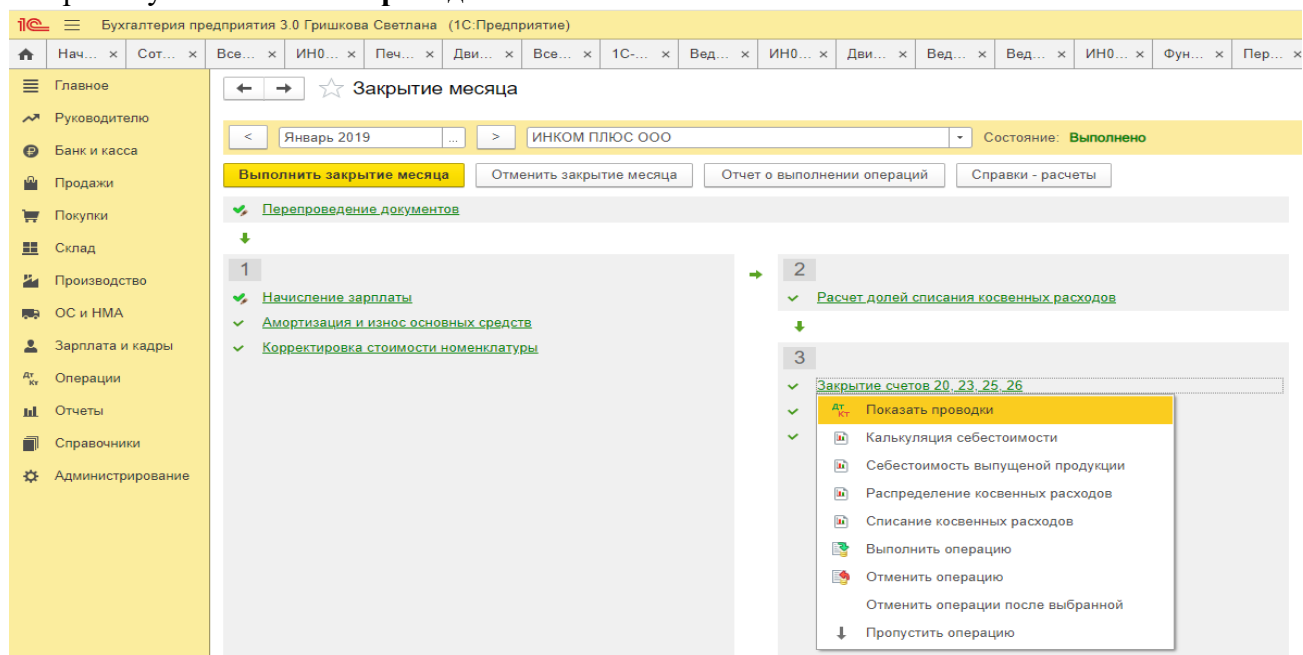 1С Бухгалтерия предприятия 3.0 Гришкова Светлана (1С:Предприятие)
Нач... × Сот... × Все... × ИН0... × Печ... × Дви... × Все... × 1С-... × Вед... × ИН0... × Дви... × Вед... × Вед... × ИН0... × Фун... × Пер... ×
Главное
Руководителю
Банк и касса
Продажи
Покупки
Склад
Производство
ОС и НМА
Зарплата и кадры
Операции
Отчеты
Справочники
Администрирование
Закрытие месяца
< Январь 2019 ... > ИНКОМ ПЛЮС ООО Состояние: Выполнено
Выполнить закрытие месяца Отменить закрытие месяца Отчет о выполнении операций Справки - расчеты
Перепроведение документов
1
Начисление зарплаты
Амортизация и износ основных средств
Корректировка стоимости номенклатуры
2
Расчет долей списания косвенных расходов
3
Закрытие счетов 20, 23, 25, 26
Дт Кт Показать проводки
Калькуляция себестоимости
Себестоимость выпущеной продукции
Распределение косвенных расходов
Списание косвенных расходов
Выполнить операцию
Отменить операцию
Отменить операции после выбранной
Пропустить операцию